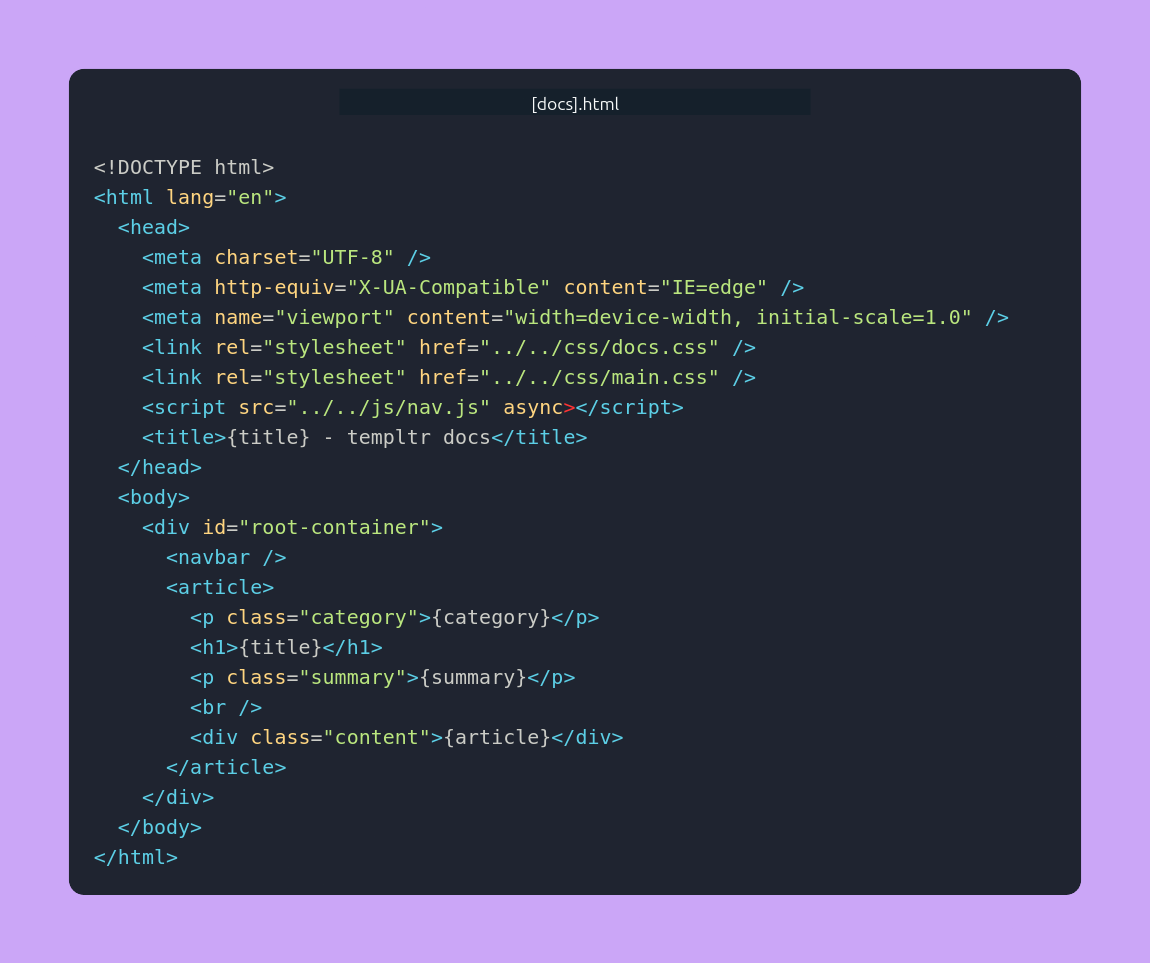 [docs].html
<!DOCTYPE html>
<html lang="en">
  <head>
    <meta charset="UTF-8" />
    <meta http-equiv="X-UA-Compatible" content="IE=edge" />
    <meta name="viewport" content="width=device-width, initial-scale=1.0" />
    <link rel="stylesheet" href="../../css/docs.css" />
    <link rel="stylesheet" href="../../css/main.css" />
    <script src="../../js/nav.js" async></script>
    <title>{title} - templtr docs</title>
  </head>
  <body>
    <div id="root-container">
      <navbar />
      <article>
        <p class="category">{category}</p>
        <h1>{title}</h1>
        <p class="summary">{summary}</p>
        <br />
        <div class="content">{article}</div>
      </article>
    </div>
  </body>
</html>